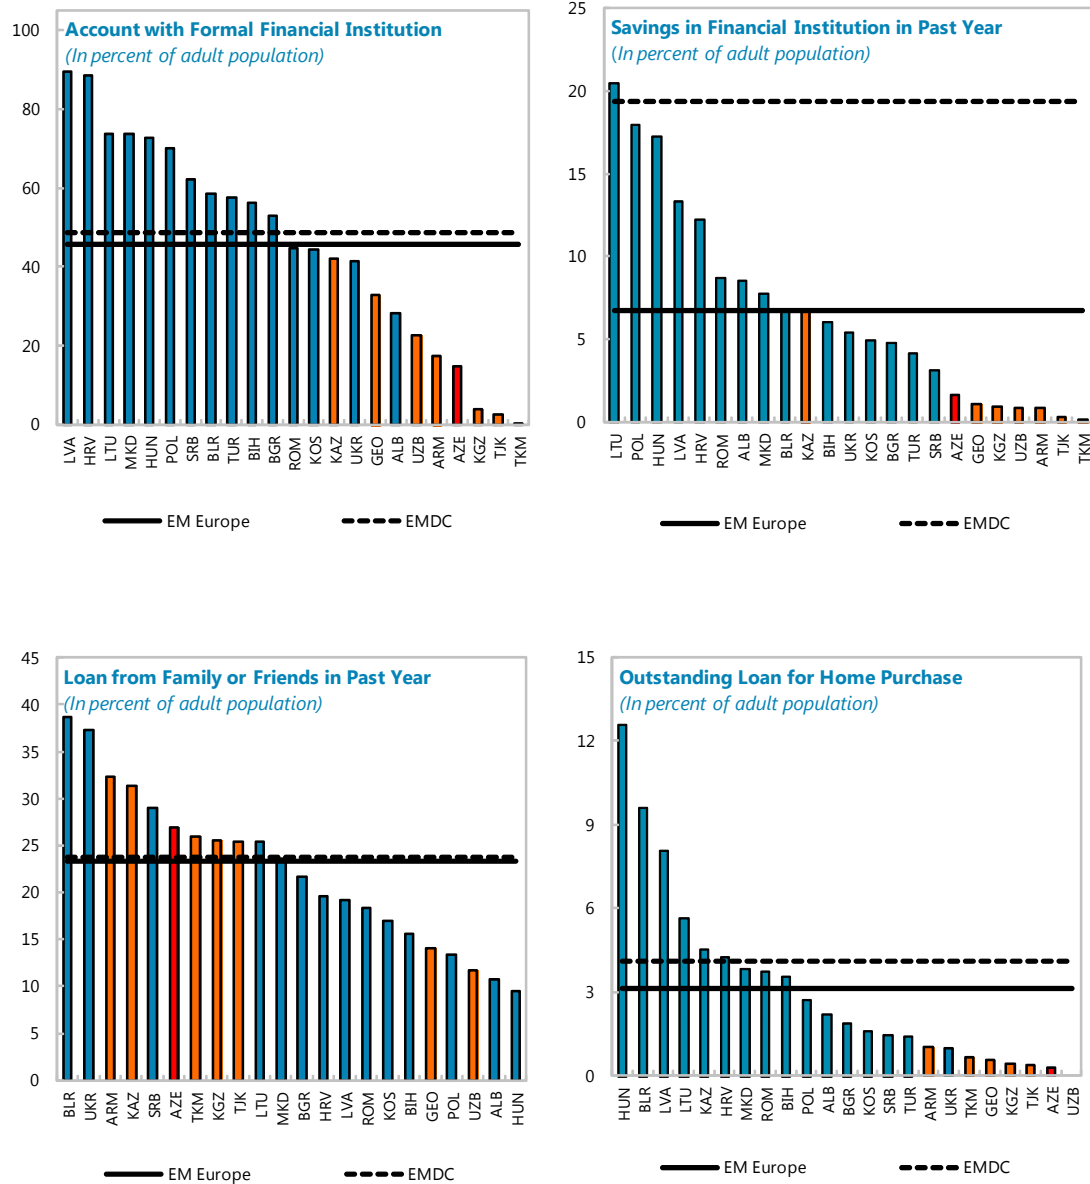 Account with Formal Financial Institution
(In percent of adult population)
100
80
60
40
20
0
LVA HRV LTU MKD HUN POL SRB BLR TUR BIH BGR ROM KOS KAZ UKR GEO ALB UZB ARM AZE KGZ TJK TKM
EM Europe EMDC
Savings in Financial Institution in Past Year
(In percent of adult population)
25
20
15
10
5
0
LTU POL HUN LVA HRV ROM ALB MKD BLR KAZ BIH UKR KOS BGR TUR SRB AZE GEO KGZ UZB ARM TJK TKM
EM Europe EMDC
Loan from Family or Friends in Past Year
(In percent of adult population)
45
40
35
30
25
20
15
10
5
0
BLR UKR ARM KAZ SRB AZE TKM KGZ TJK LTU MKD BGR HRV LVA ROM KOS BIH GEO POL UZB ALB HUN
EM Europe EMDC
Outstanding Loan for Home Purchase
(In percent of adult population)
15
12
9
6
3
0
HUN BLR LVA LTU KAZ HRV MKD ROM BIH POL ALB BGR KOS SRB TUR ARM UKR TKM GEO KGZ TJK AZE UZB
EM Europe EMDC